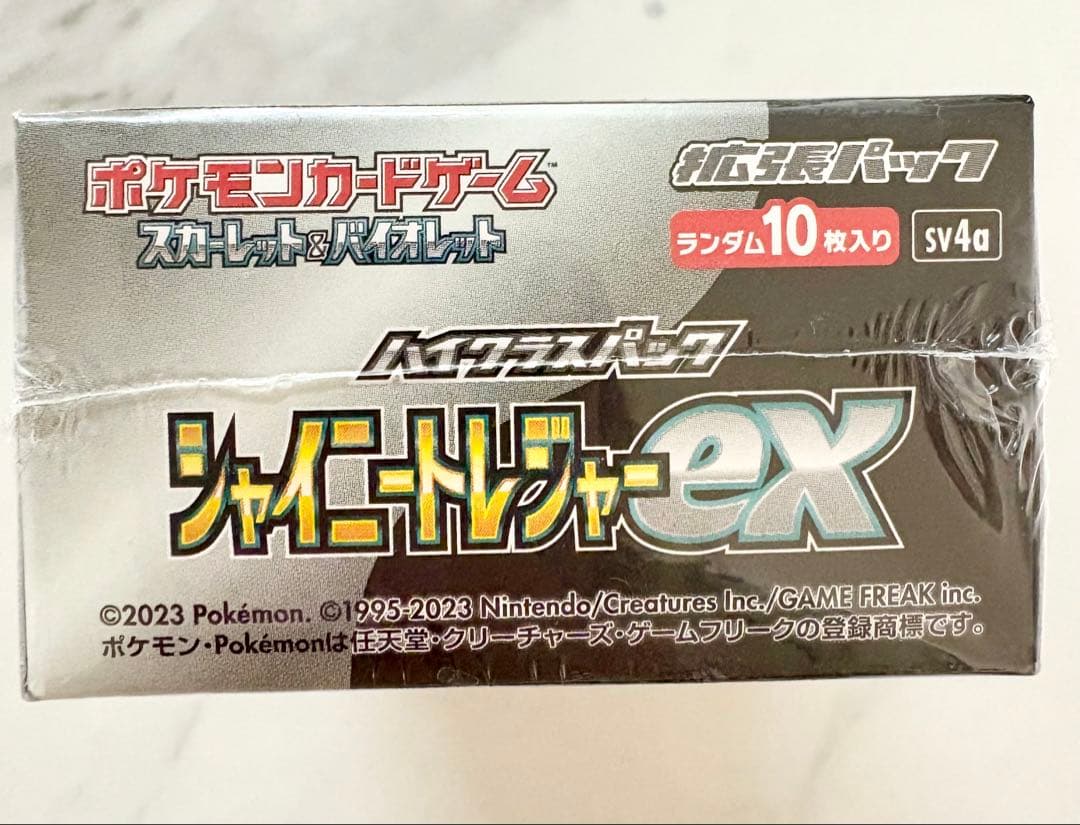 ポケモンカードゲーム™
スカーレット&バイオレット
拡張パック
ランダム10枚入り sv4a
ハイクラスパック
シャイニートレジャーex
©2023 Pokémon. ©1995-2023 Nintendo/Creatures Inc./GAME FREAK inc.
ポケモン・Pokémonは任天堂・クリーチャーズ・ゲームフリークの登録商標です。